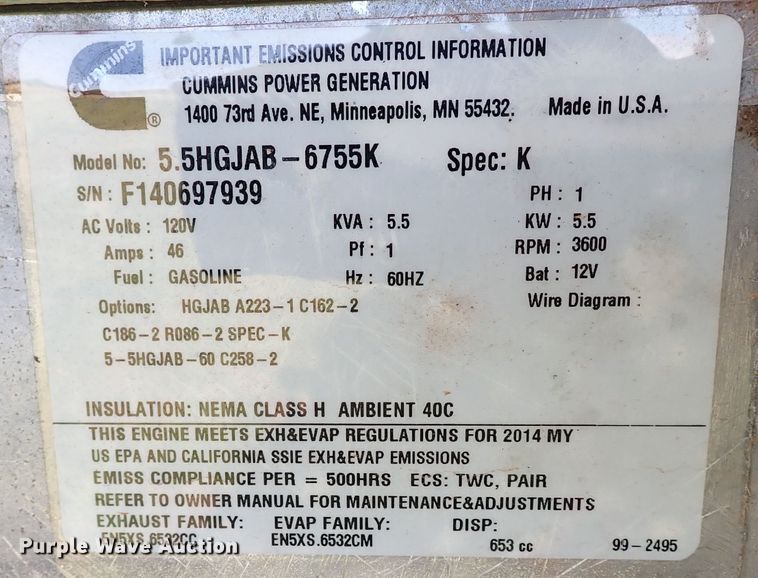 Cummins
IMPORTANT EMISSIONS CONTROL INFORMATION
CUMMINS POWER GENERATION
1400 73rd Ave. NE, Minneapolis, MN 55432. Made in U.S.A.
®
Model No: 5.5HGJAB-6755K Spec: K
S/N: F140697939 PH: 1
AC Volts: 120V KVA: 5.5 KW: 5.5
Amps: 46 Pf: 1 RPM: 3600
Fuel: GASOLINE Hz: 60HZ Bat: 12V
Options: HGJAB A223-1 C162-2 Wire Diagram:
C186-2 R086-2 SPEC-K
5-5HGJAB-60 C258-2
INSULATION: NEMA CLASS H AMBIENT 40C
THIS ENGINE MEETS EXH&EVAP REGULATIONS FOR 2014 MY
US EPA AND CALIFORNIA SSIE EXH&EVAP EMISSIONS
EMISS COMPLIANCE PER = 500HRS ECS: TWC, PAIR
REFER TO OWNER MANUAL FOR MAINTENANCE&ADJUSTMENTS
EXHAUST FAMILY: EVAP FAMILY: DISP:
EN5XS.6532CC EN5XS.6532CM 653 cc 99-2495
Purple Wave Auction